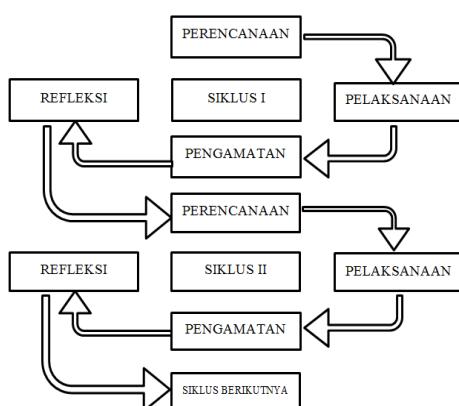 PERENCANAAN
REFLEKSI
SIKLUS I
PELAKSANAAN
PENGAMATAN
PERENCANAAN
REFLEKSI
SIKLUS II
PELAKSANAAN
PENGAMATAN
SIKLUS BERIKUTNYA